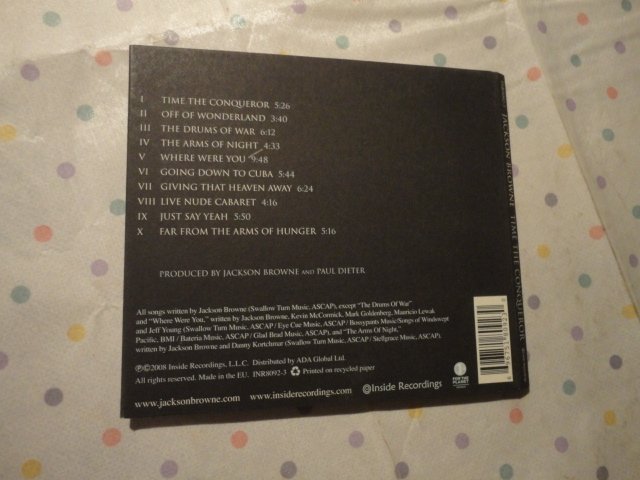 I TIME THE CONQUEROR 5:26
II OFF OF WONDERLAND 3:40
III THE DRUMS OF WAR 6:12
IV THE ARMS OF NIGHT 4:33
V WHERE WERE YOU 9:48
VI GOING DOWN TO CUBA 5:44
VII GIVING THAT HEAVEN AWAY 6:24
VIII LIVE NUDE CABARET 4:16
IX JUST SAY YEAH 5:50
X FAR FROM THE ARMS OF HUNGER 5:16
PRODUCED BY JACKSON BROWNE AND PAUL DIETER
All songs written by Jackson Browne (Swallow Turn Music, ASCAP), except "The Drums Of War"
and "Where Were You," written by Jackson Browne, Kevin McCormick, Mark Goldenberg, Mauricio Lewak
and Jeff Young (Swallow Turn Music, ASCAP / Eye Cue Music, ASCAP / Bossypants Music/Songs of Windswept
Pacific, BMI / Bateria Music, ASCAP / Glad Brad Music, ASCAP), and "The Arms Of Night,"
written by Jackson Browne and Danny Kortchmar (Swallow Turn Music, ASCAP / Stellgrace Music, ASCAP).
℗©2008 Inside Recordings, L.L.C. Distributed by ADA Global Ltd.
All rights reserved. Made in the EU. INR8092-3 Printed on recycled paper
www.jacksonbrowne.com www.insiderecordings.com @Inside Recordings
FOR THE PLANET
JACKSON BROWNE TIME THE CONQUEROR